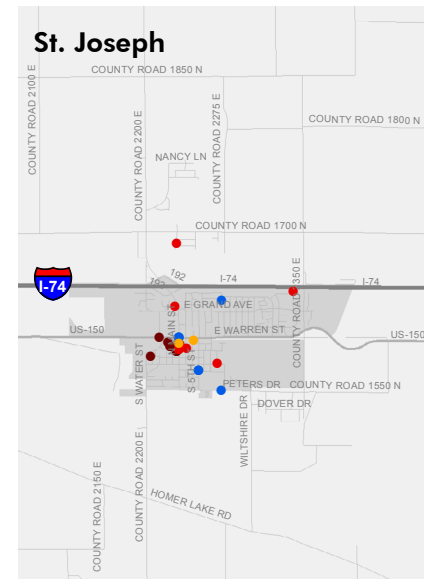 St. Joseph
COUNTY ROAD 1850 N
COUNTY ROAD 2100 E
COUNTY ROAD 2200 E
COUNTY ROAD 2275 E
COUNTY ROAD 1800 N
NANCY LN
COUNTY ROAD 1700 N
192
192
I-74
I-74
I-74
COUNTY ROAD 2350 E
E GRAND AVE
US-150
E WARREN ST
US-150
N MAIN ST
S WATER ST
S 5TH ST
PETERS DR
COUNTY ROAD 1550 N
DOVER DR
WILTSHIRE DR
COUNTY ROAD 2150 E
COUNTY ROAD 2200 E
HOMER LAKE RD